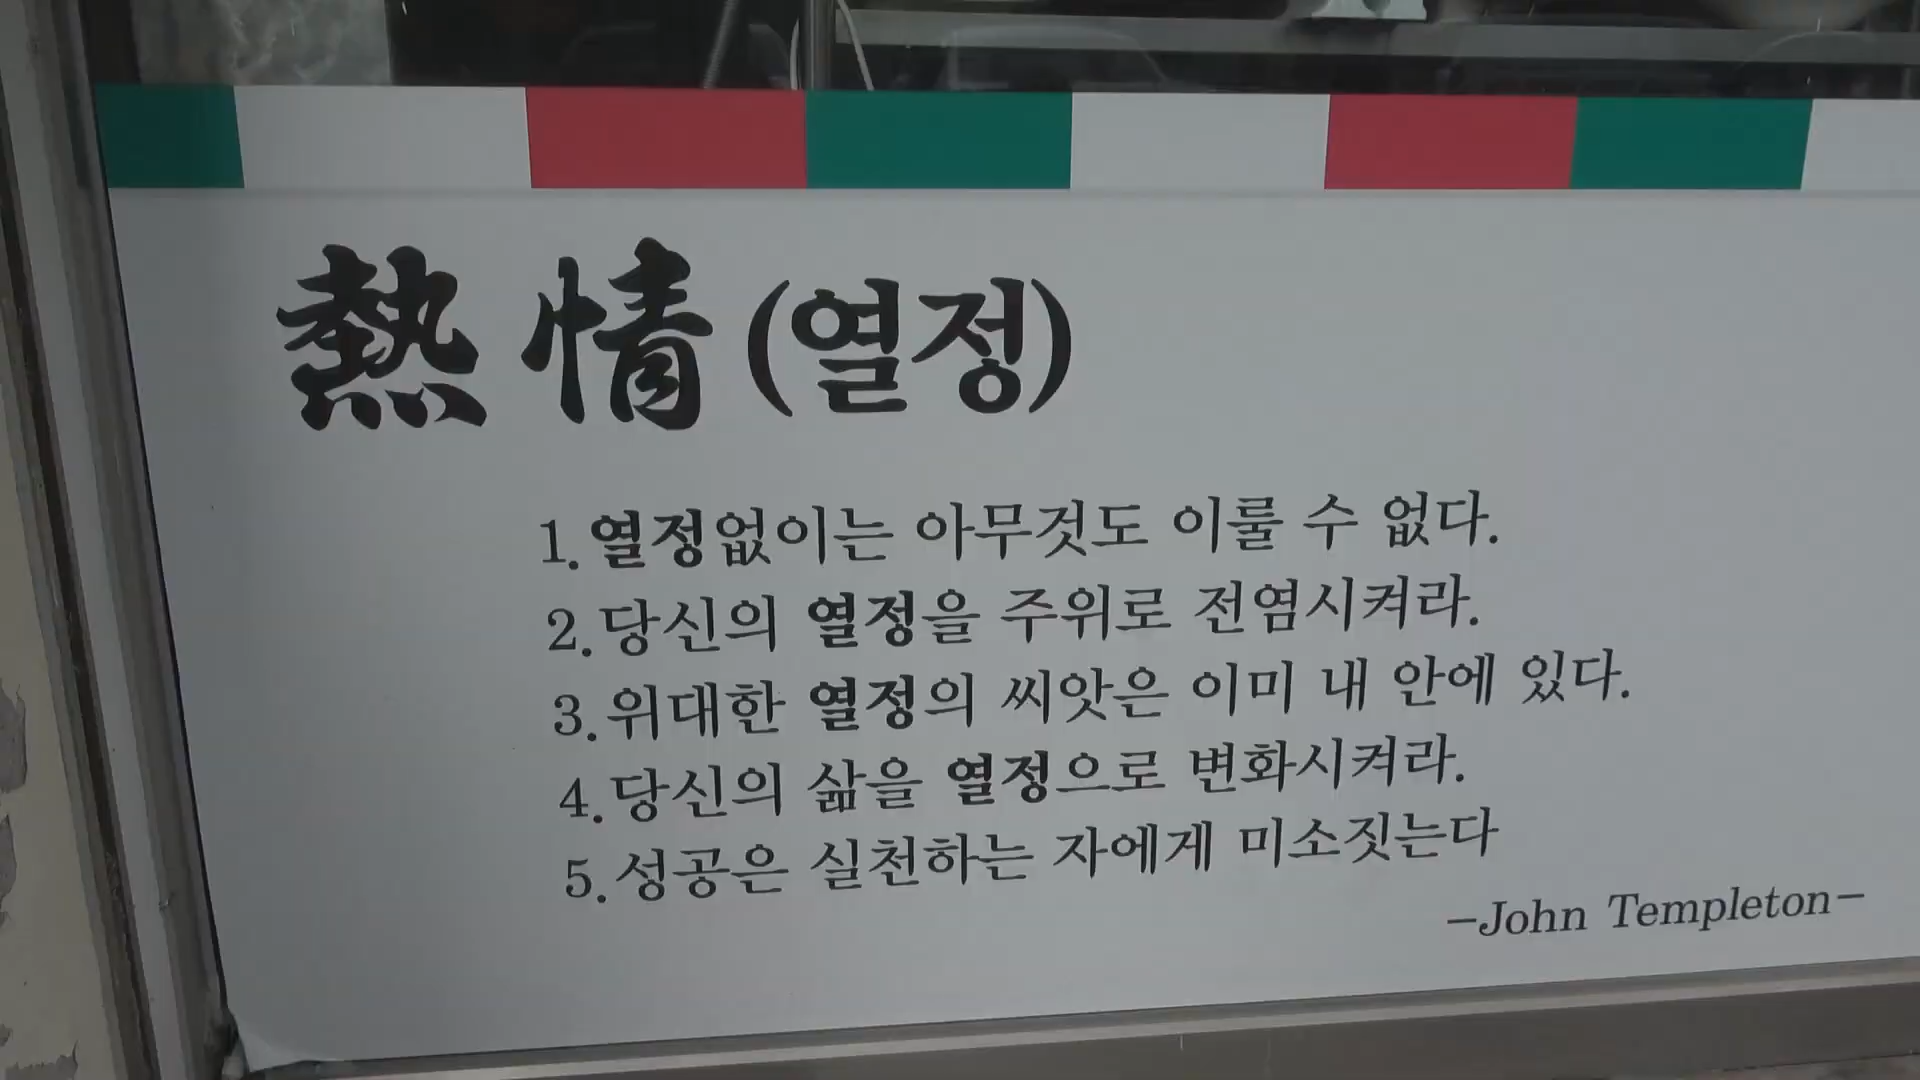 熱情(열정)
1. 열정없이는 아무것도 이룰 수 없다.
2. 당신의 열정을 주위로 전염시켜라.
3. 위대한 열정의 씨앗은 이미 내 안에 있다.
4. 당신의 삶을 열정으로 변화시켜라.
5. 성공은 실천하는 자에게 미소짓는다
-John Templeton-